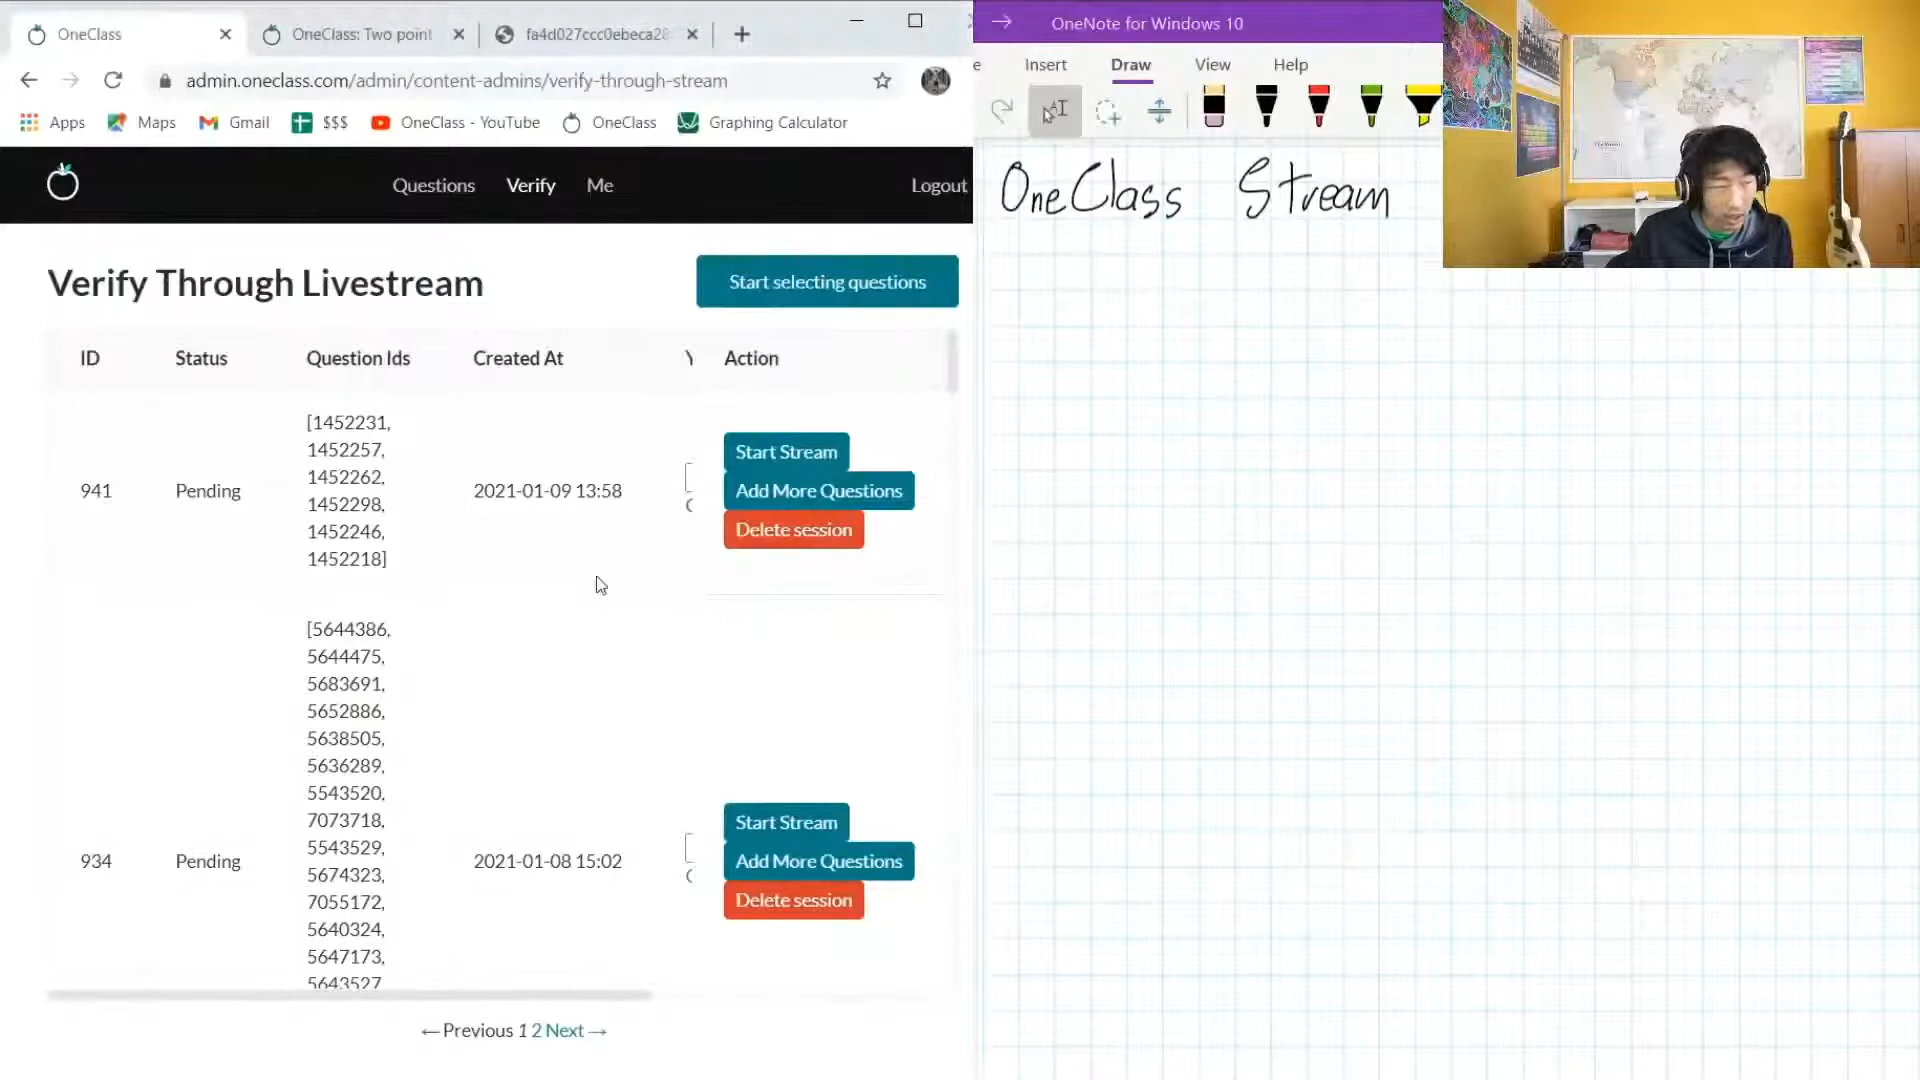 OneClass
OneClass: Two point
fa4d027ccc0ebeca28
admin.oneclass.com/admin/content-admins/verify-through-stream
Apps Maps Gmail $$$ OneClass - YouTube OneClass Graphing Calculator
Questions Verify Me Logout
Verify Through Livestream
Start selecting questions
ID Status Question Ids Created At Y Action
941 Pending
[1452231,
1452257,
1452262,
1452298,
1452246,
1452218]
2021-01-09 13:58
Start Stream
Add More Questions
Delete session
934 Pending
[5644386,
5644475,
5683691,
5652886,
5638505,
5636289,
5543520,
7073718,
5543529,
5674323,
7055172,
5640324,
5647173,
5643527
2021-01-08 15:02
Start Stream
Add More Questions
Delete session
← Previous 1 2 Next →
OneNote for Windows 10
e Insert Draw View Help
OneClass Stream